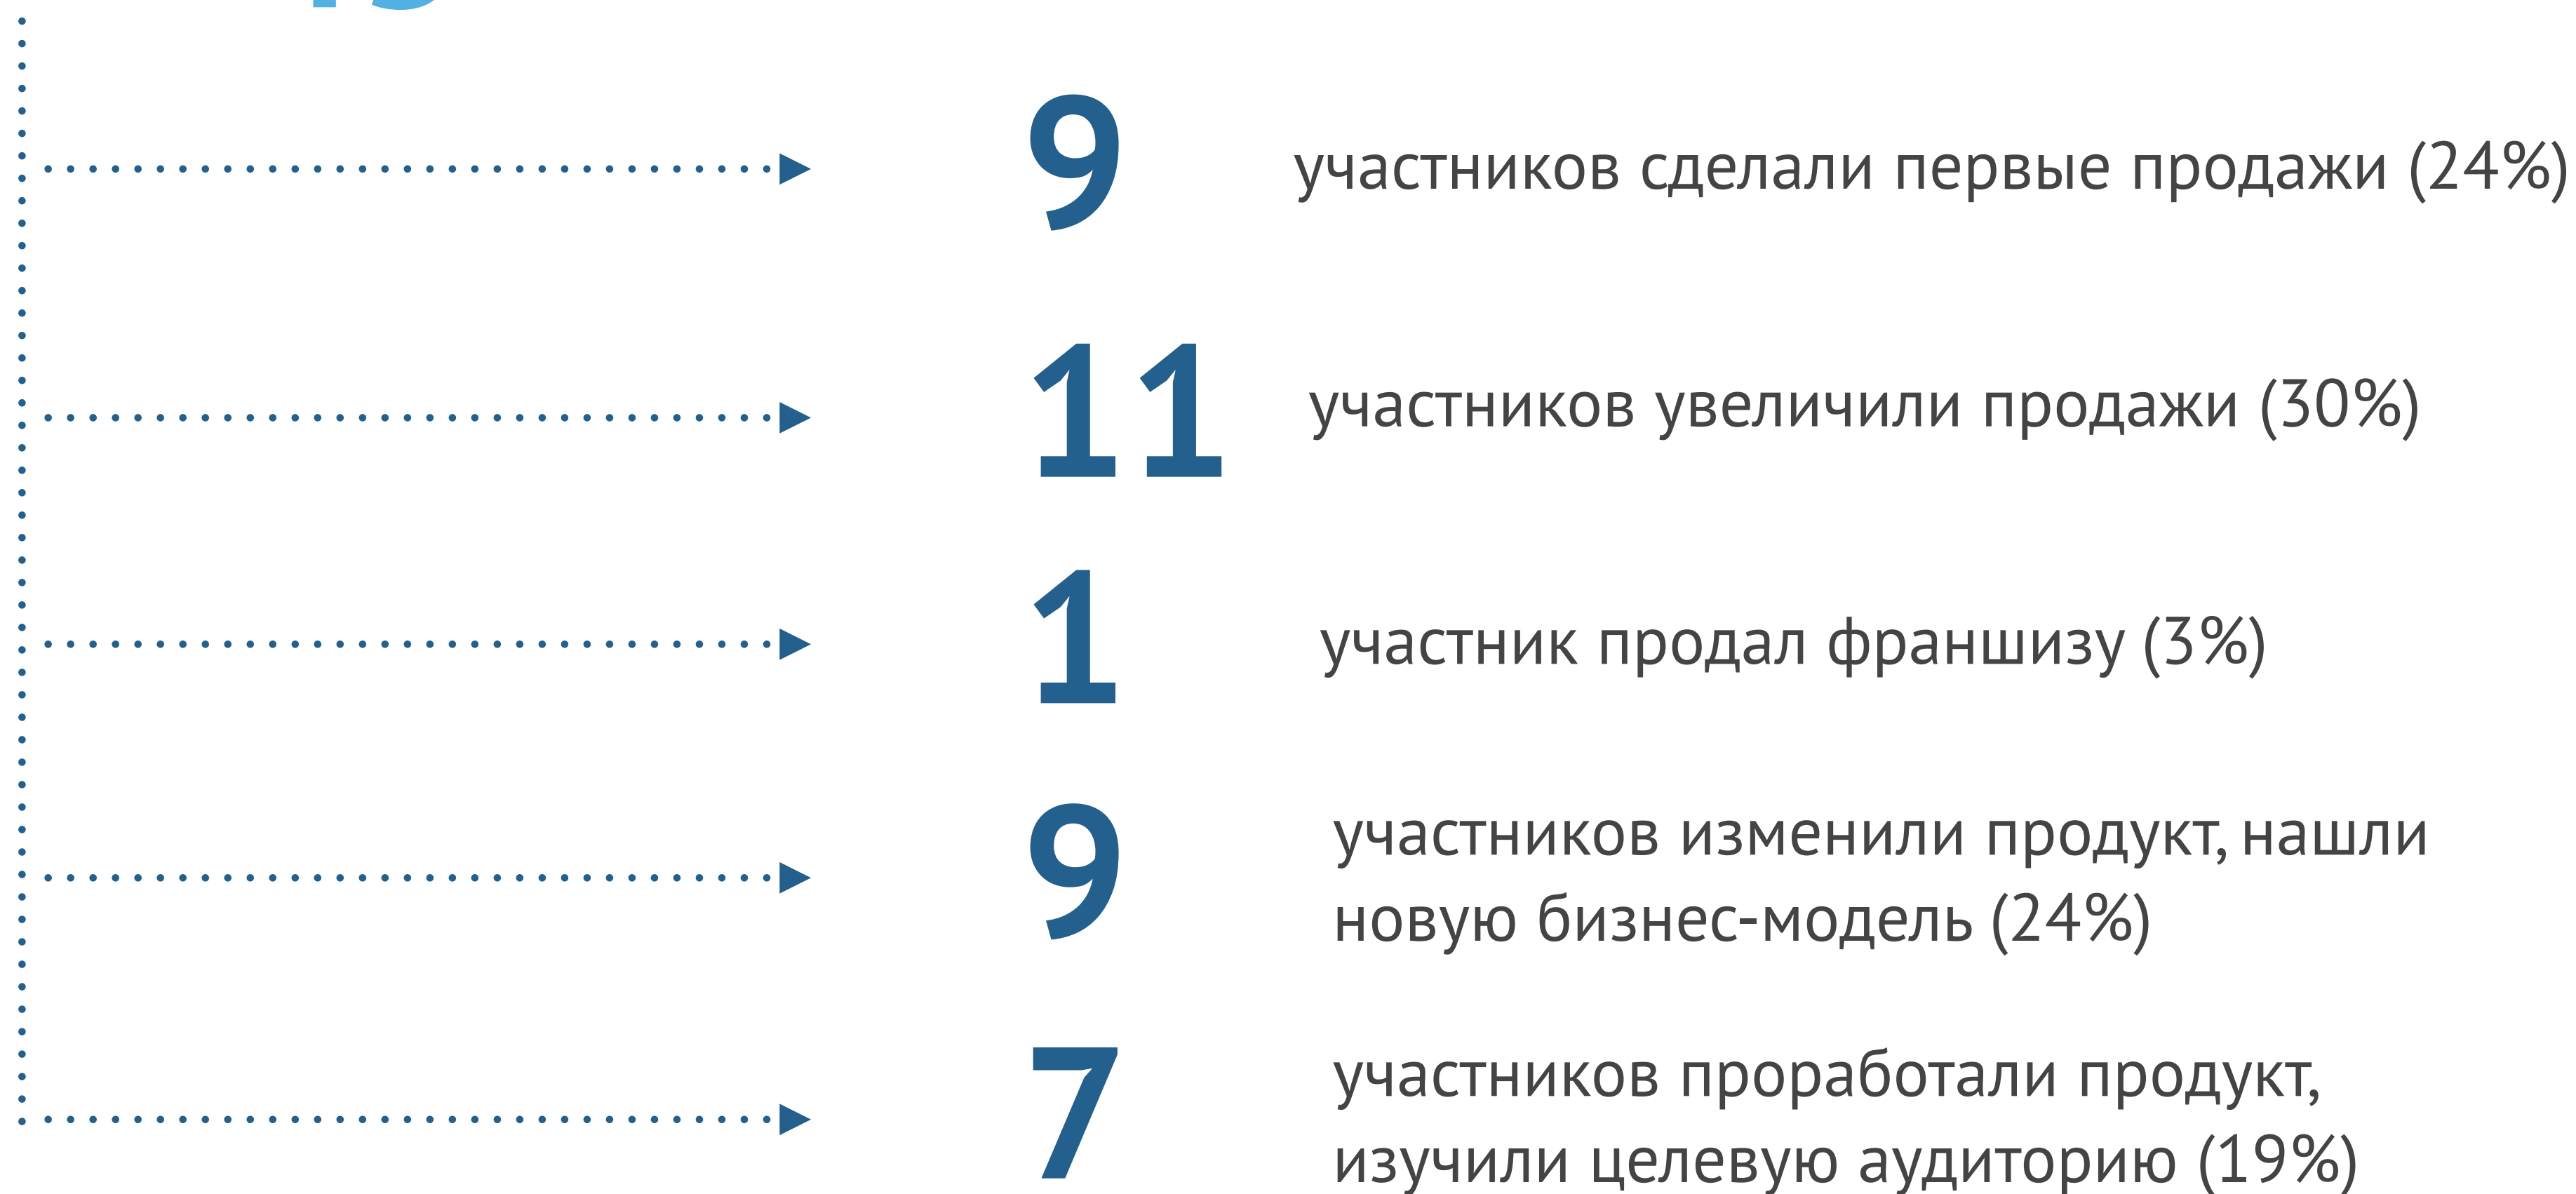 9 участников сделали первые продажи (24%)
11 участников увеличили продажи (30%)
1 участник продал франшизу (3%)
9 участников изменили продукт, нашли
новую бизнес-модель (24%)
7 участников проработали продукт,
изучили целевую аудиторию (19%)